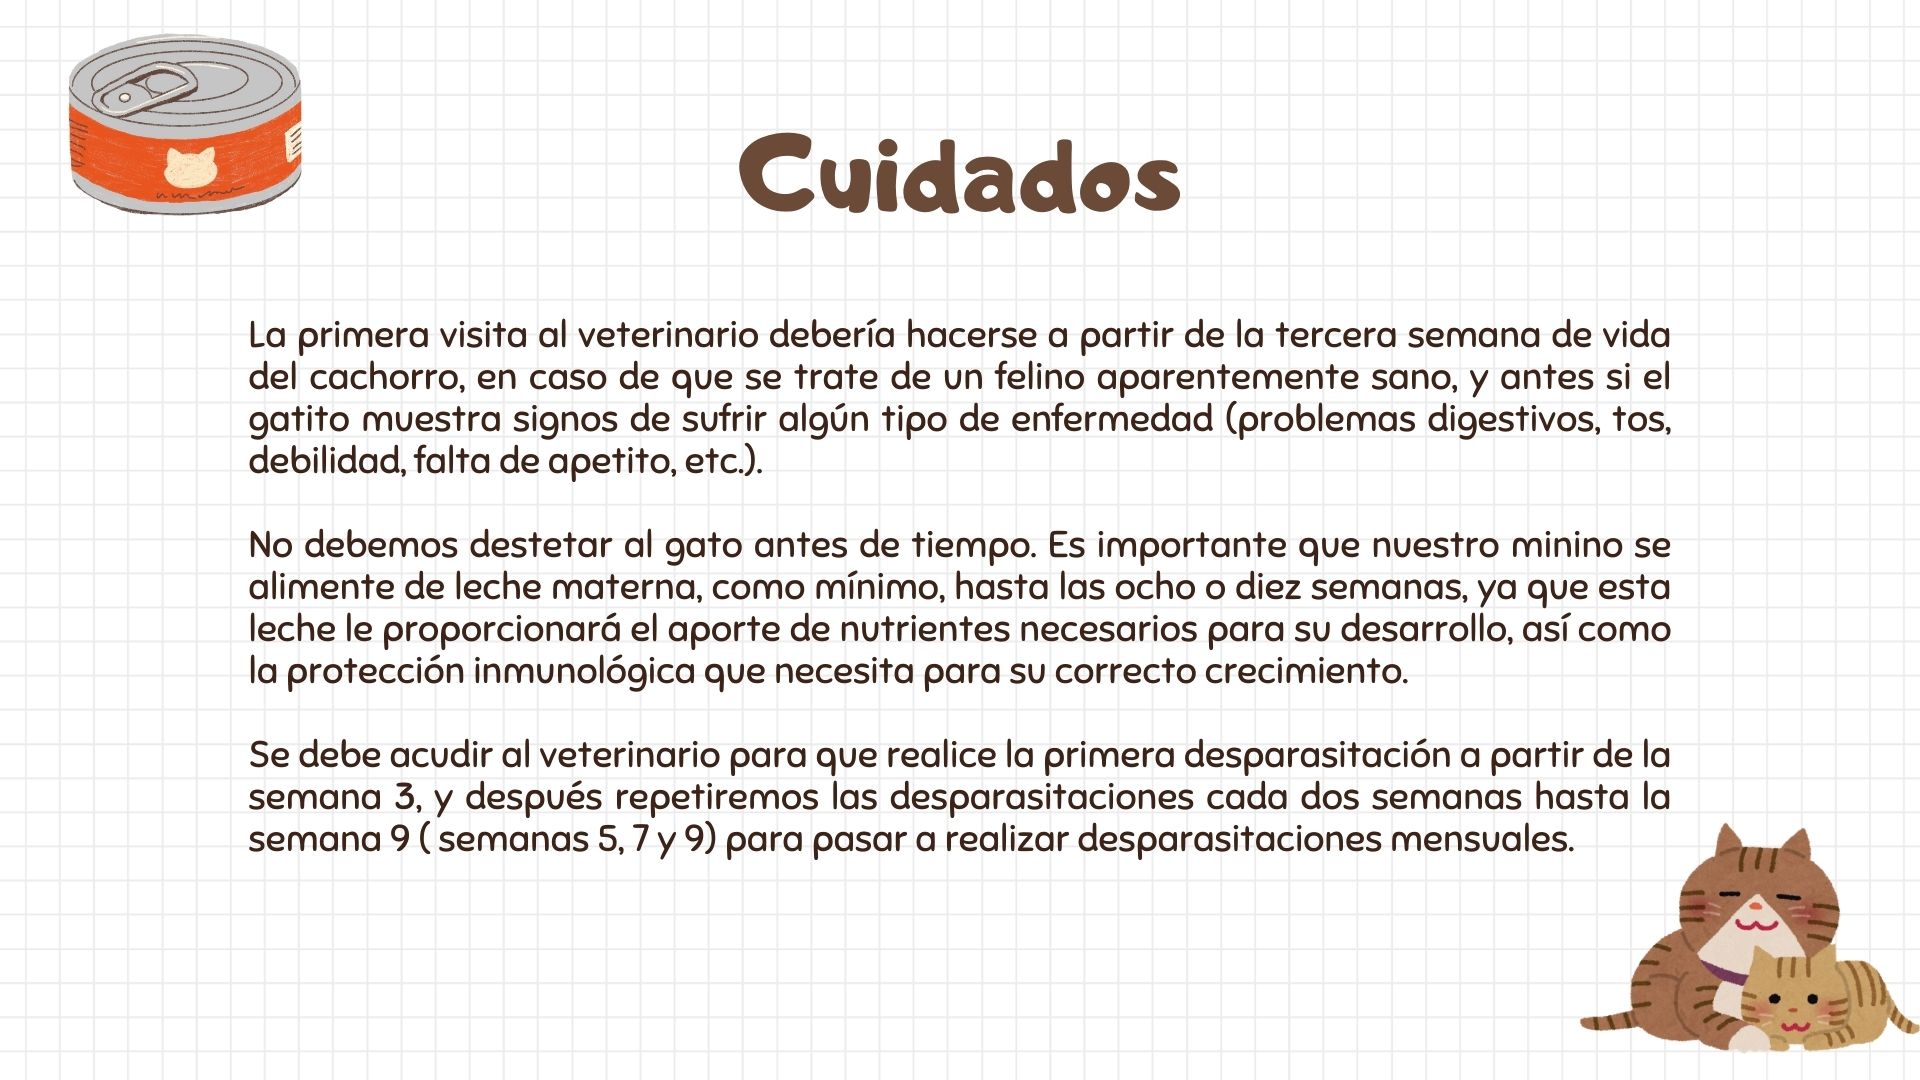 Cuidados
La primera visita al veterinario debería hacerse a partir de la tercera semana de vida
del cachorro, en caso de que se trate de un felino aparentemente sano, y antes si el
gatito muestra signos de sufrir algún tipo de enfermedad (problemas digestivos, tos,
debilidad, falta de apetito, etc.).
No debemos destetar al gato antes de tiempo. Es importante que nuestro minino se
alimente de leche materna, como mínimo, hasta las ocho o diez semanas, ya que esta
leche le proporcionará el aporte de nutrientes necesarios para su desarrollo, así como
la protección inmunológica que necesita para su correcto crecimiento.
Se debe acudir al veterinario para que realice la primera desparasitación a partir de la
semana 3, y después repetiremos las desparasitaciones cada dos semanas hasta la
semana 9 ( semanas 5, 7 y 9) para pasar a realizar desparasitaciones mensuales.